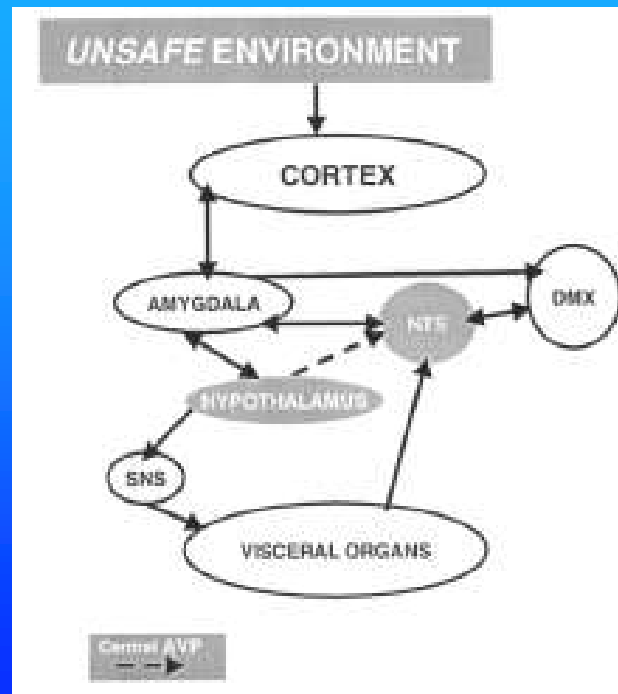 UNSAFE ENVIRONMENT
CORTEX
AMYGDALA
DMX
NTS
HYPOTHALAMUS
SNS
VISCERAL ORGANS
Central AVP